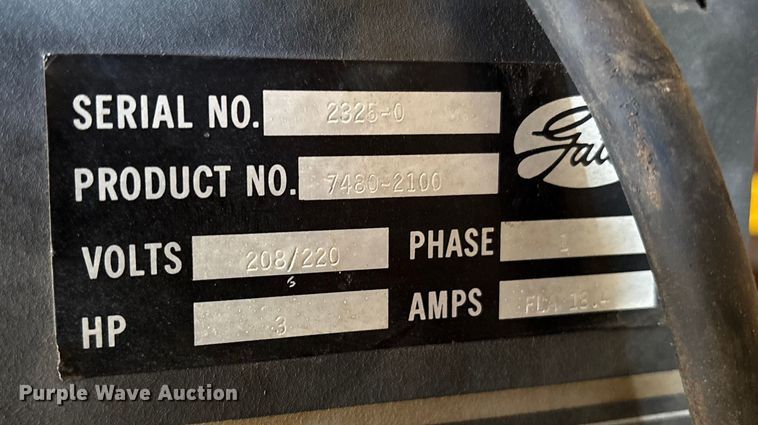 SERIAL NO. 2325-0
PRODUCT NO. 7480-2100
VOLTS 208/220 PHASE 1
HP 3 AMPS FLA
Purple Wave Auction